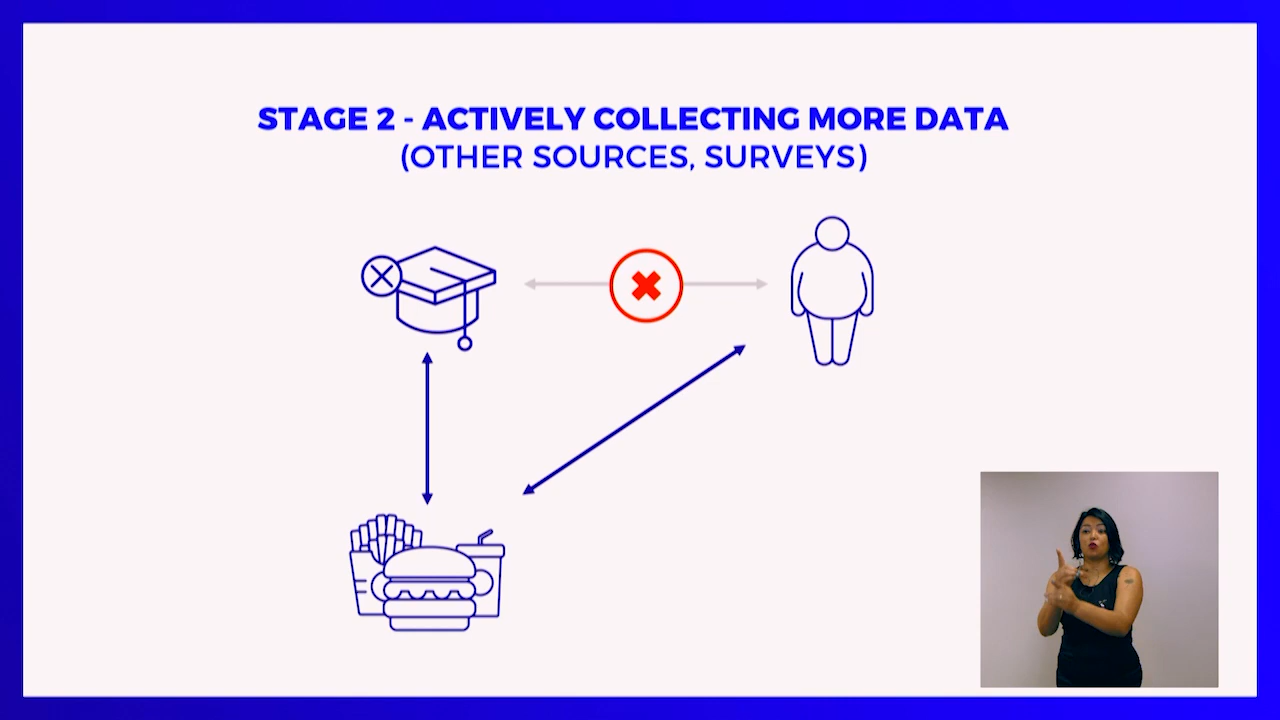 STAGE 2 - ACTIVELY COLLECTING MORE DATA
(OTHER SOURCES, SURVEYS)